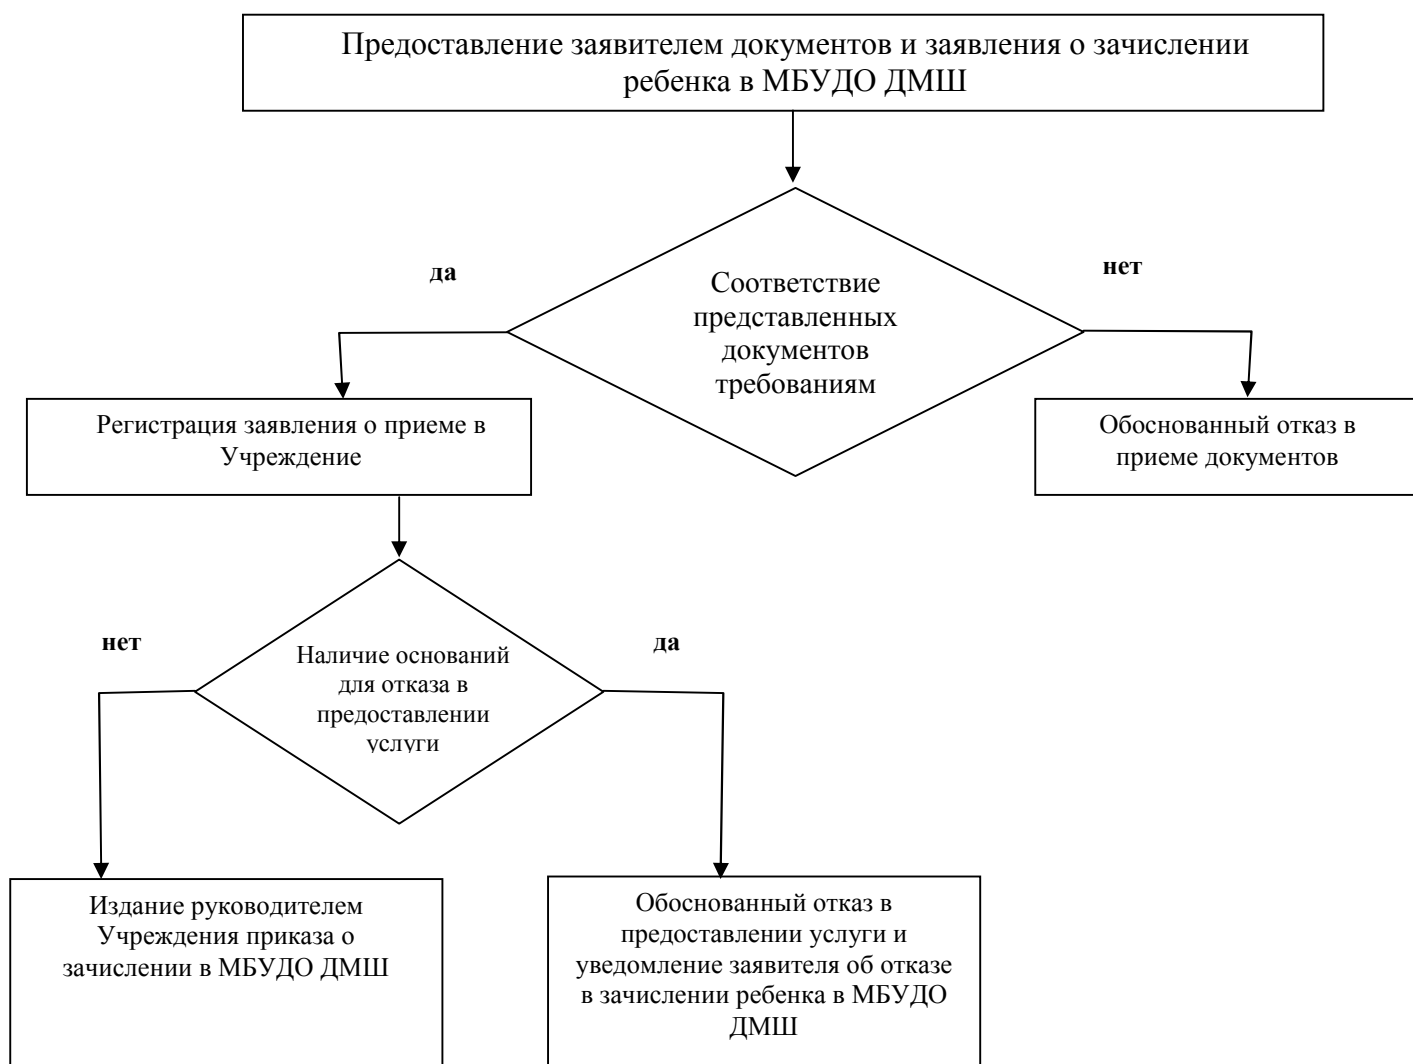 Предоставление заявителем документов и заявления о зачислении
ребенка в МБУДО ДМШ
да
нет
Соответствие
представленных
документов
требованиям
Регистрация заявления о приеме в
Учреждение
Обоснованный отказ в
приеме документов
нет
да
Наличие оснований
для отказа в
предоставлении
услуги
Издание руководителем
Учреждения приказа о
зачислении в МБУДО ДМШ
Обоснованный отказ в
предоставлении услуги и
уведомление заявителя об отказе
в зачислении ребенка в МБУДО
ДМШ